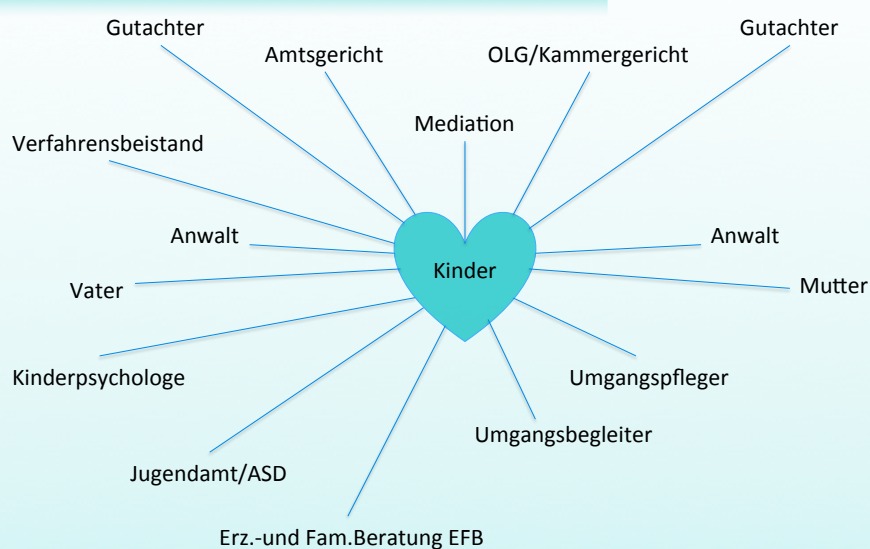 Gutachter
Gutachter
Amtsgericht
OLG/Kammergericht
Mediation
Verfahrensbeistand
Anwalt
Anwalt
Kinder
Vater
Mutter
Kinderpsychologe
Umgangspfleger
Umgangsbegleiter
Jugendamt/ASD
Erz.-und Fam.Beratung EFB